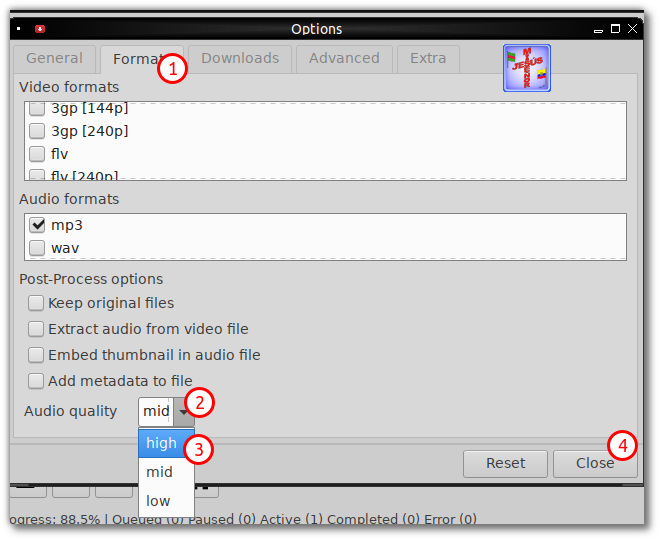 Options
General Formats Downloads Advanced Extra
1
MAESENOR
JESÚS
Video formats
3gp [144p]
3gp [240p]
flv
flv [240p]
Audio formats
mp3
wav
Post-Process options
Keep original files
Extract audio from video file
Embed thumbnail in audio file
Add metadata to file
Audio quality mid 2
high 3
mid
low
4
Reset Close
ogress: 88.5% | Queued (0) Paused (0) Active (1) Completed (0) Error (0)